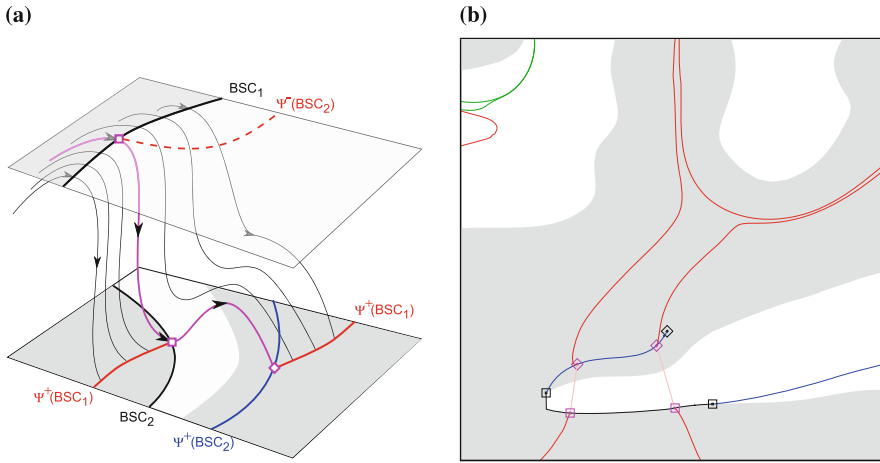 (a)
(b)
BSC₁
Ψ⁻(BSC₂)
Ψ⁺(BSC₁)
Ψ⁺(BSC₁)
BSC₂
Ψ⁺(BSC₂)